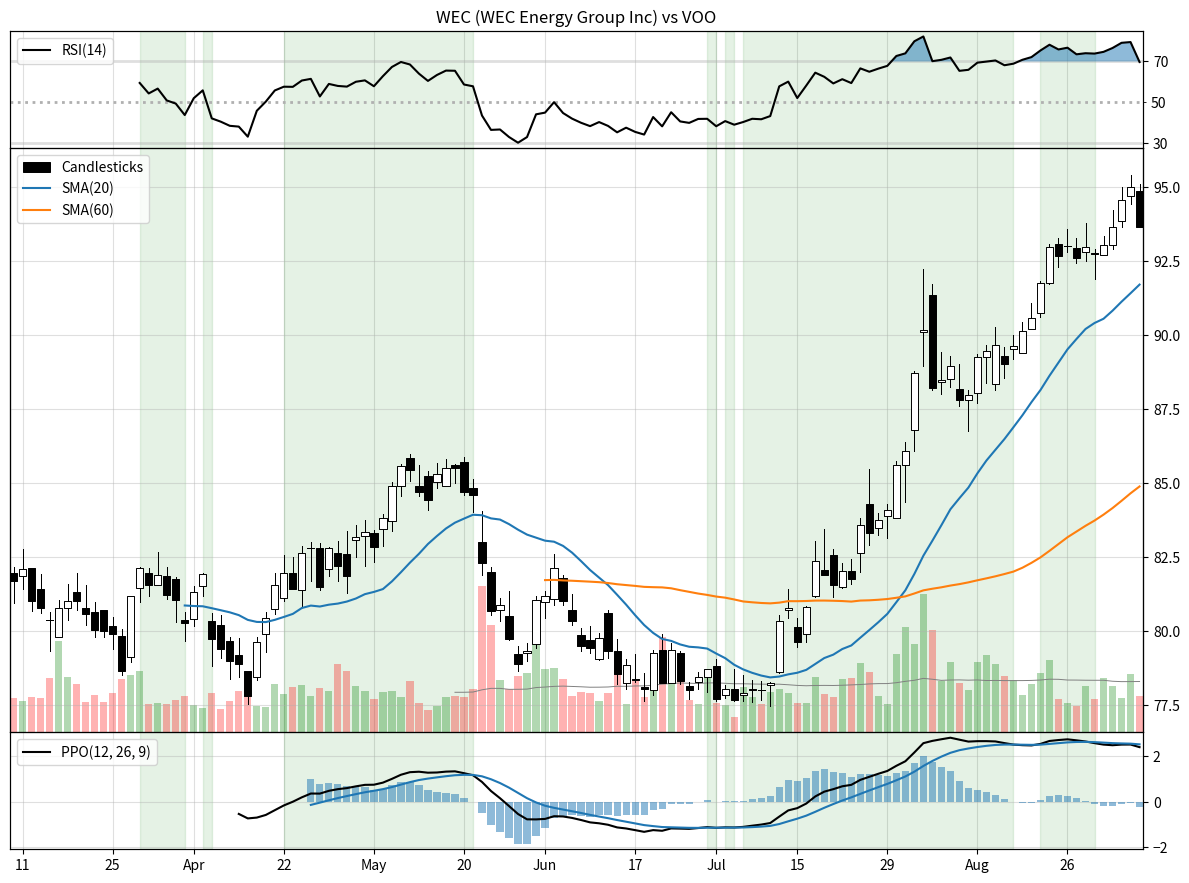 WEC (WEC Energy Group Inc) vs VOO
RSI(14)
70
50
30
Candlesticks
SMA(20)
SMA(60)
95.0
92.5
90.0
87.5
85.0
82.5
80.0
77.5
PPO(12, 26, 9)
2
0
−2
11 25 Apr 22 May 20 Jun 17 Jul 15 29 Aug 26